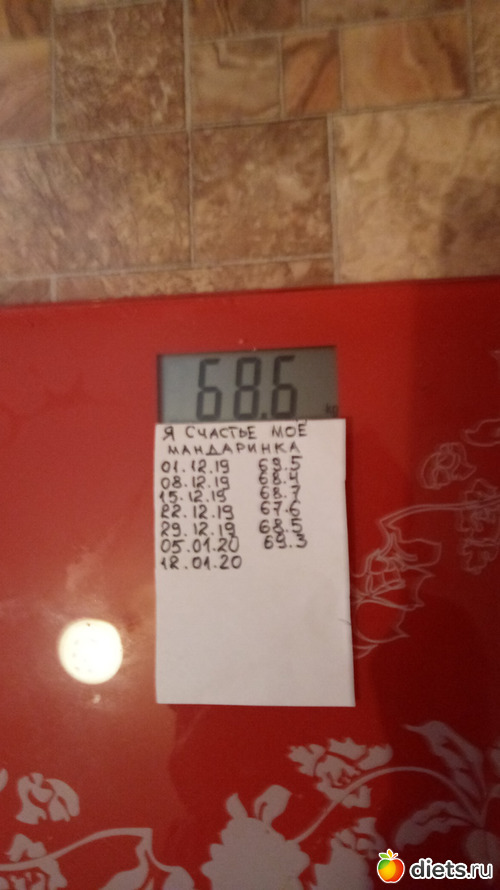 68.6
kg
Я СЧАСТЬЕ МОЁ
МАНДАРИНКА
01.12.19 69.5
08.12.19 68.4
15.12.19 68.7
22.12.19 67.6
29.12.19 68.5
05.01.20 69.3
12.01.20
diets.ru